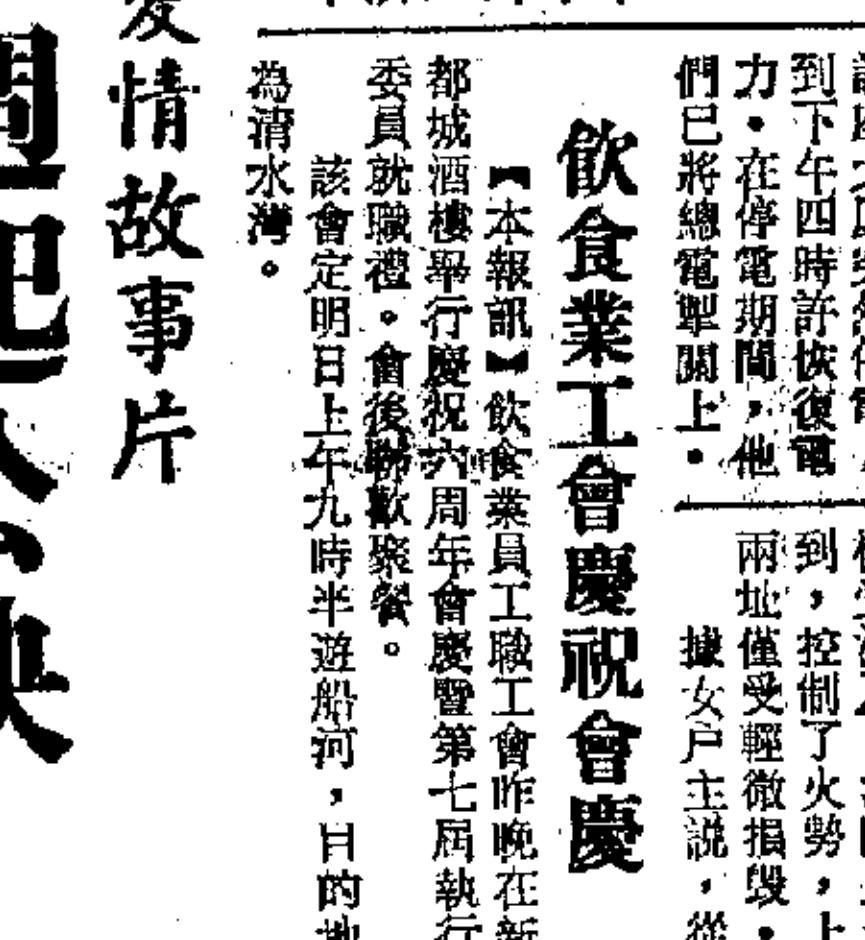 到下午四時許恢復電
力。在停電期間，他
們已將總電掣關上。
到，控制了火勢，上
兩址僅受輕微損毀。
據女户主説，從
飲食業工會慶祝會慶
【本報訊】飲食業員工職工會昨晚在新
都城酒樓舉行慶祝六周年會慶暨第七屆執行
委員就職禮。會後聯歡聚餐。
該會定明日上午九時半遊船河，目的地
為清水灣。
愛情故事片